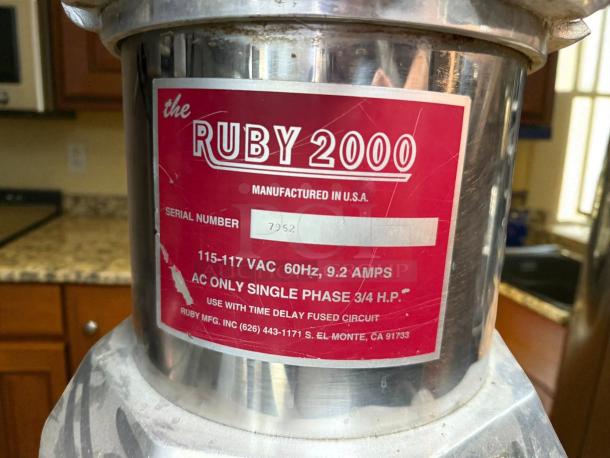 the
RUBY 2000
MANUFACTURED IN U.S.A.
SERIAL NUMBER 7962
115-117 VAC 60Hz, 9.2 AMPS
AC ONLY SINGLE PHASE 3/4 H.P.
USE WITH TIME DELAY FUSED CIRCUIT
RUBY MFG. INC (626) 443-1171 S. EL MONTE, CA 91733